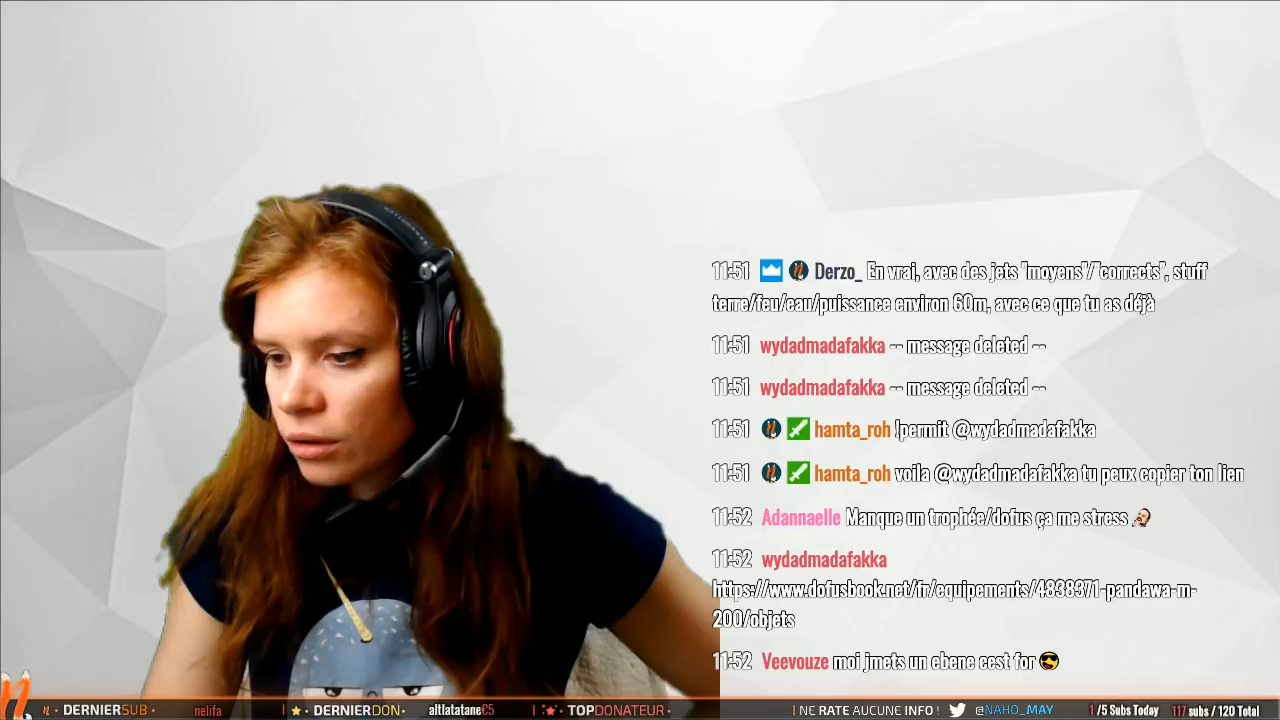 11:51 Derzo_ En vrai, avec des jets "moyens"/"corrects", stuff
terre/feu/eau/puissance environ 60m, avec ce que tu as déjà
11:51 wydadmadafakka -- message deleted --
11:51 wydadmadafakka -- message deleted --
11:51 hamta_roh !permit @wydadmadafakka
11:51 hamta_roh voila @wydadmadafakka tu peux copier ton lien
11:52 Adannaelle Manque un trophée/dofus ça me stress
11:52 wydadmadafakka
https://www.dofusbook.net/fr/equipements/4838371-pandawa-m-
200/objets
11:52 Veevouze moi jmets un ebene cest for
• DERNIERSUB • nelifa | ★ • DERNIERDON • altlatatane €5 | ★ • TOPDONATEUR • | NE RATE AUCUNE INFO ! @NAHO_MAY 1 /5 Subs Today 117 subs / 120 Total